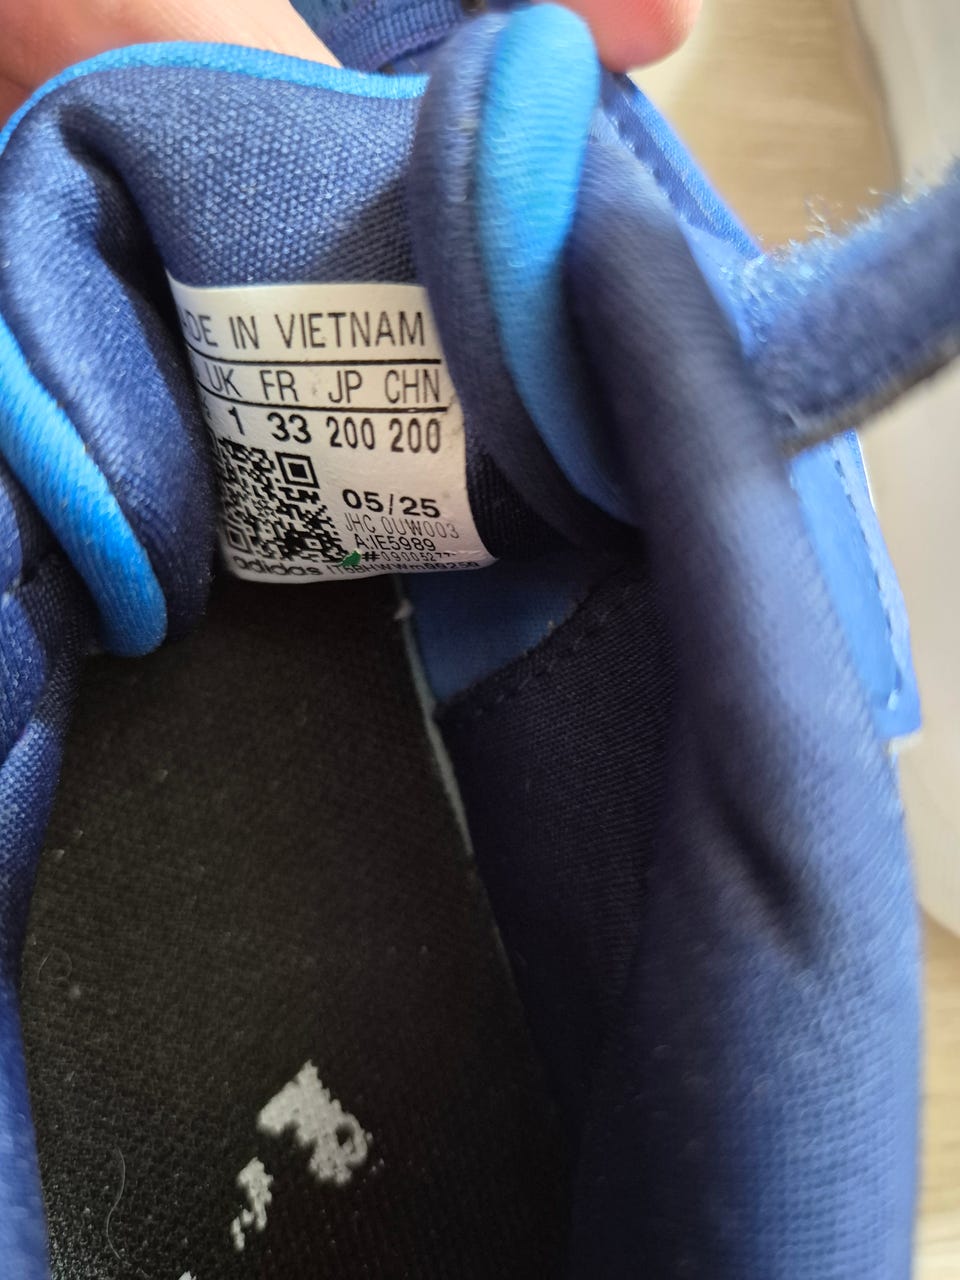 DE IN VIETNAM
UK FR JP CHN
1 33 200 200
05/25
JHC 0UW003
A:IE5989
adidas